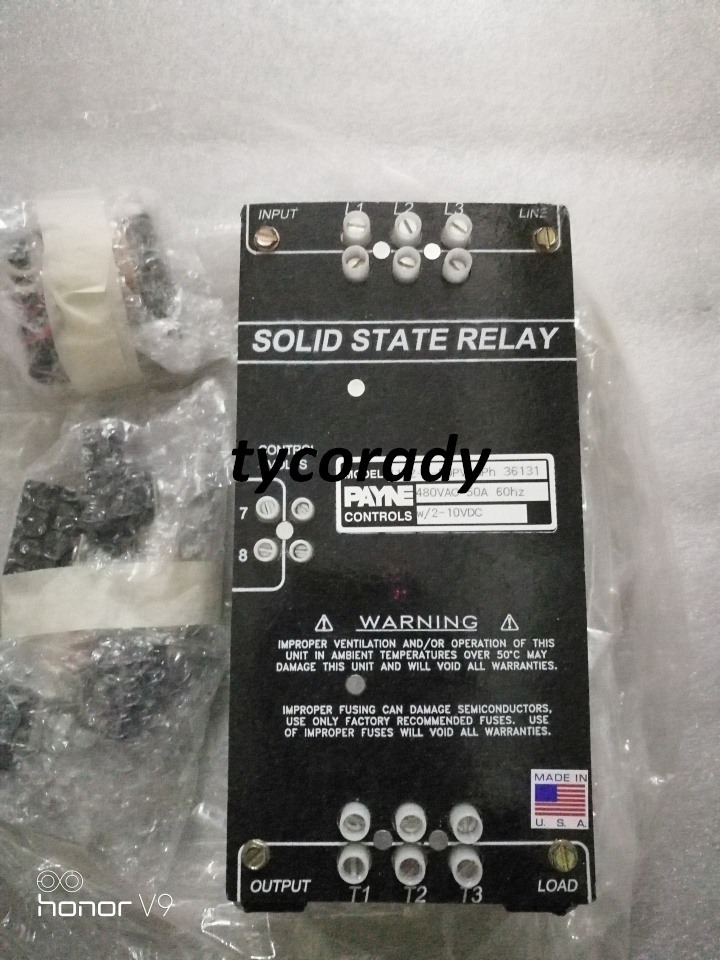 L1 L2 L3
INPUT LINE
SOLID STATE RELAY
CONTROL
tycorady
MODEL 36131
PAYNE 480VAC 50A 60hz
7
CONTROLS w/2-10VDC
8
⚠ WARNING ⚠
IMPROPER VENTILATION AND/OR OPERATION OF THIS
UNIT IN AMBIENT TEMPERATURES OVER 50°C MAY
DAMAGE THIS UNIT AND WILL VOID ALL WARRANTIES.
IMPROPER FUSING CAN DAMAGE SEMICONDUCTORS,
USE ONLY FACTORY RECOMMENDED FUSES. USE
OF IMPROPER FUSES WILL VOID ALL WARRANTIES.
MADE IN
U. S. A.
OUTPUT LOAD
T1 T2 T3
honor V9